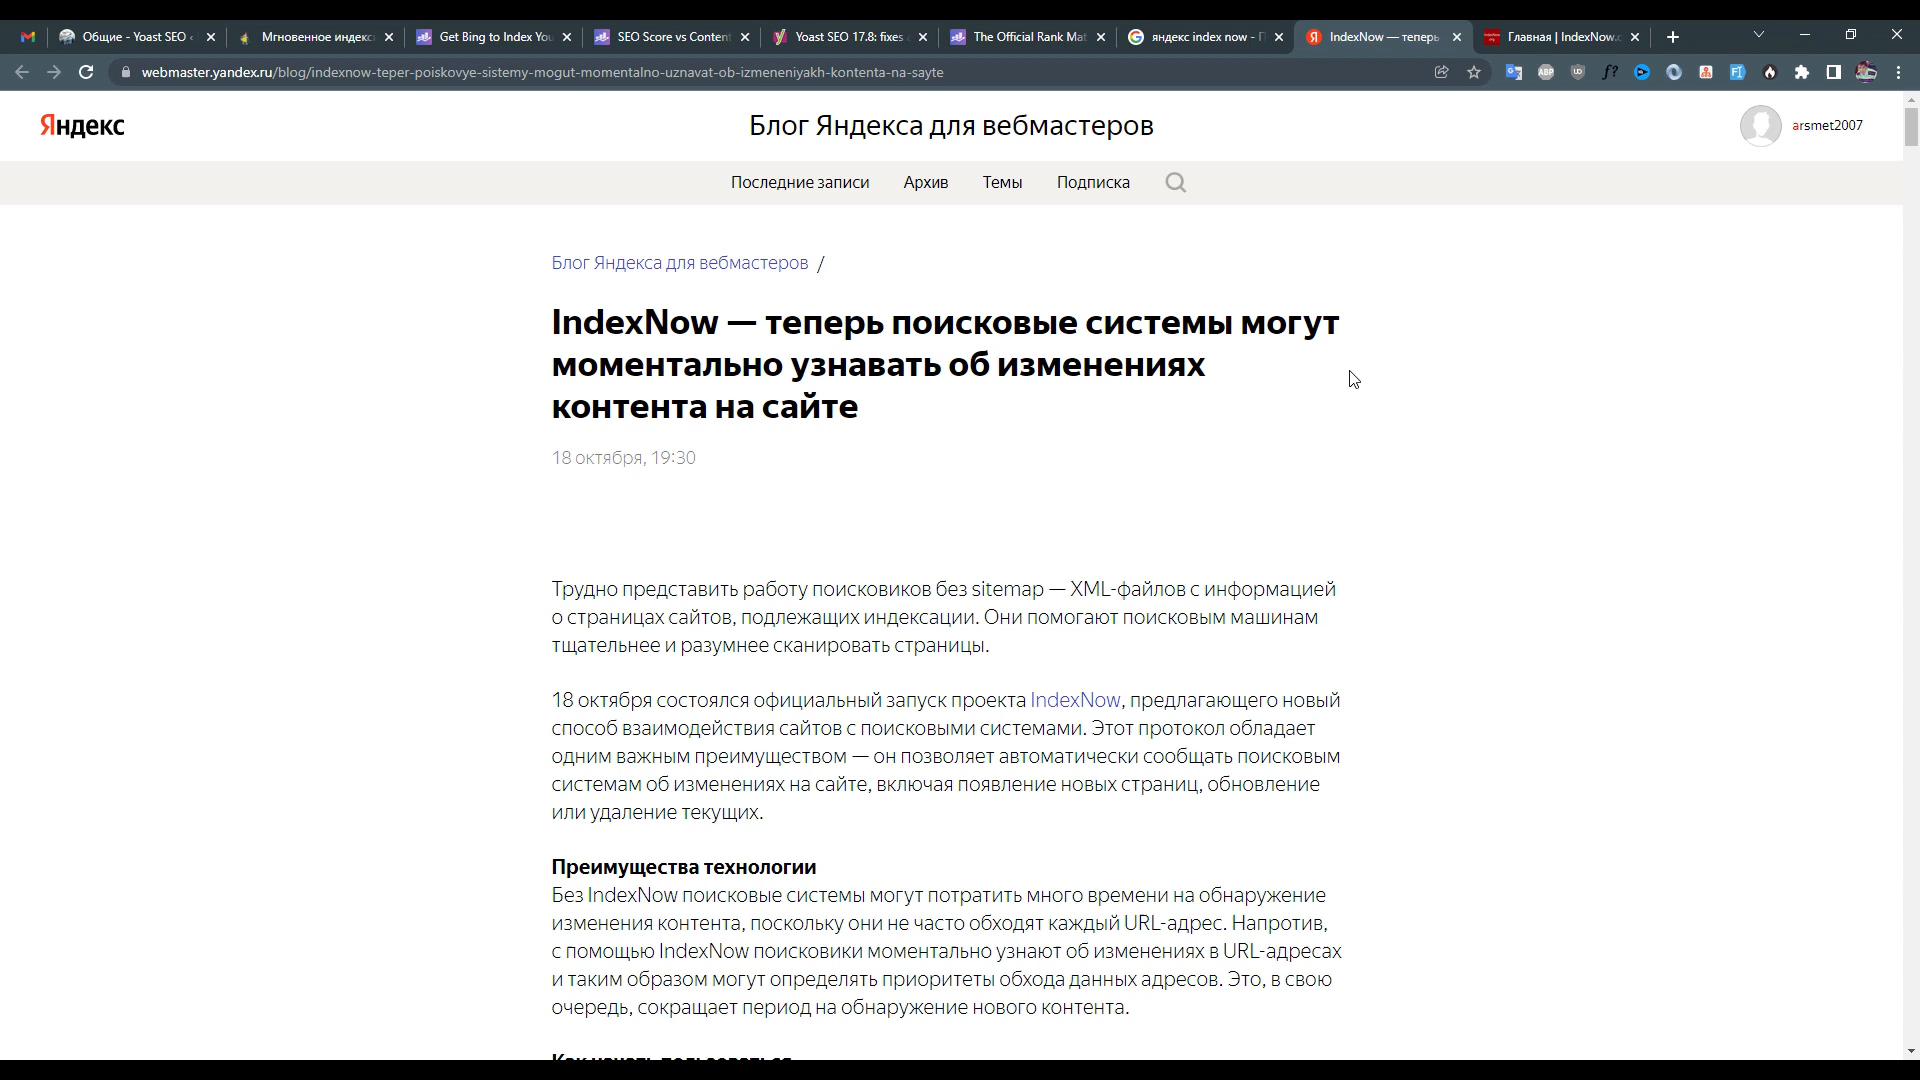 Общие - Yoast SEO
Мгновенное индекс
Get Bing to Index You
SEO Score vs Content
Yoast SEO 17.8: fixes
The Official Rank Mat
яндекс index now - П
IndexNow — теперь
Главная | IndexNow.
webmaster.yandex.ru/blog/indexnow-teper-poiskovye-sistemy-mogut-momentalno-uznavat-ob-izmeneniyakh-kontenta-na-sayte
Яндекс
Блог Яндекса для вебмастеров
arsmet2007
Последние записи
Архив
Темы
Подписка
Блог Яндекса для вебмастеров /
IndexNow — теперь поисковые системы могут
моментально узнавать об изменениях
контента на сайте
18 октября, 19:30
Трудно представить работу поисковиков без sitemap — XML-файлов с информацией
о страницах сайтов, подлежащих индексации. Они помогают поисковым машинам
тщательнее и разумнее сканировать страницы.
18 октября состоялся официальный запуск проекта IndexNow, предлагающего новый
способ взаимодействия сайтов с поисковыми системами. Этот протокол обладает
одним важным преимуществом — он позволяет автоматически сообщать поисковым
системам об изменениях на сайте, включая появление новых страниц, обновление
или удаление текущих.
Преимущества технологии
Без IndexNow поисковые системы могут потратить много времени на обнаружение
изменения контента, поскольку они не часто обходят каждый URL-адрес. Напротив,
с помощью IndexNow поисковики моментально узнают об изменениях в URL-адресах
и таким образом могут определять приоритеты обхода данных адресов. Это, в свою
очередь, сокращает период на обнаружение нового контента.
Как начать пользоваться